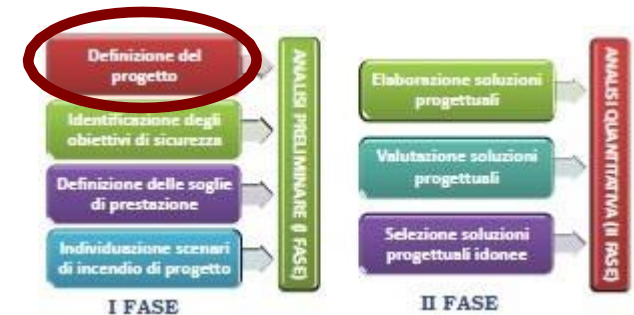 Definizione del
progetto
Identificazione degli
obiettivi di sicurezza
Definizione delle soglie
di prestazione
Individuazione scenari
di incendio di progetto
ANALISI PRELIMINARE (I FASE)
I FASE
Elaborazione soluzioni
progettuali
Valutazione soluzioni
progettuali
Selezione soluzioni
progettuali idonee
ANALISI QUANTITATIVA (II FASE)
II FASE